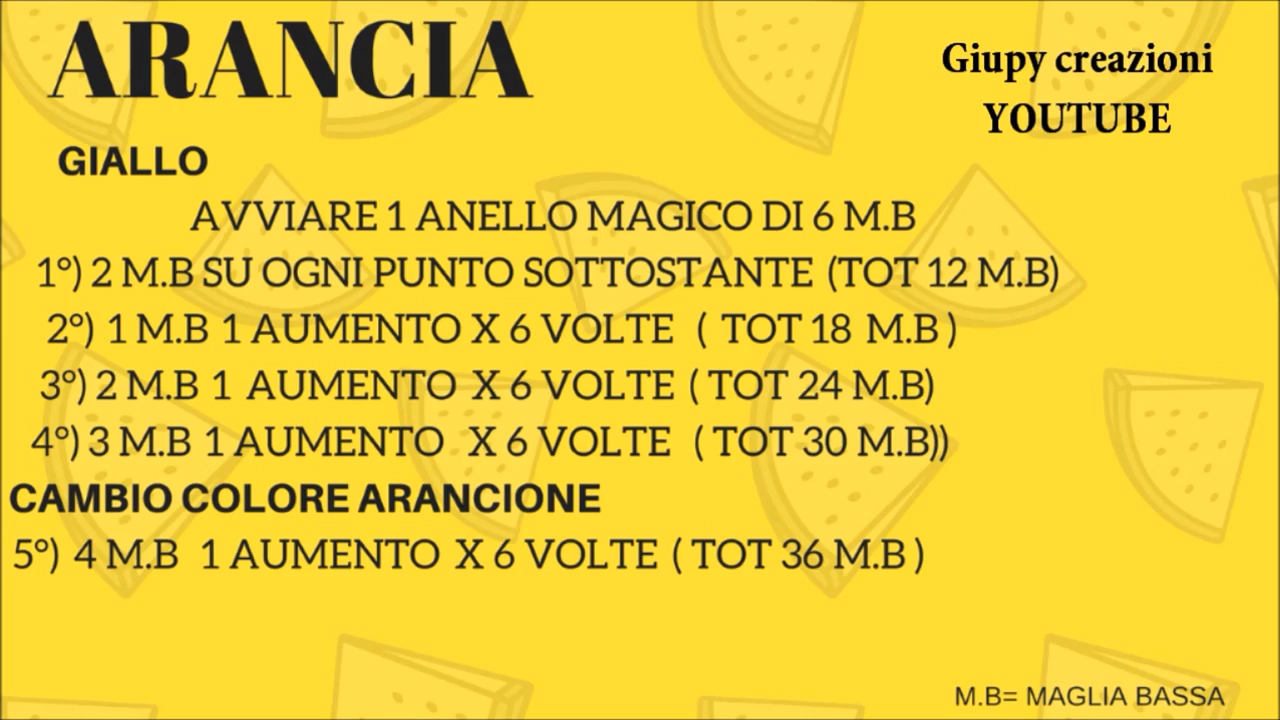 ARANCIA
Giupy creazioni
YOUTUBE
GIALLO
AVVIARE 1 ANELLO MAGICO DI 6 M.B
1°) 2 M.B SU OGNI PUNTO SOTTOSTANTE (TOT 12 M.B)
2°) 1 M.B 1 AUMENTO X 6 VOLTE ( TOT 18 M.B )
3°) 2 M.B 1 AUMENTO X 6 VOLTE ( TOT 24 M.B)
4°) 3 M.B 1 AUMENTO X 6 VOLTE ( TOT 30 M.B))
CAMBIO COLORE ARANCIONE
5°) 4 M.B 1 AUMENTO X 6 VOLTE ( TOT 36 M.B )
M.B= MAGLIA BASSA